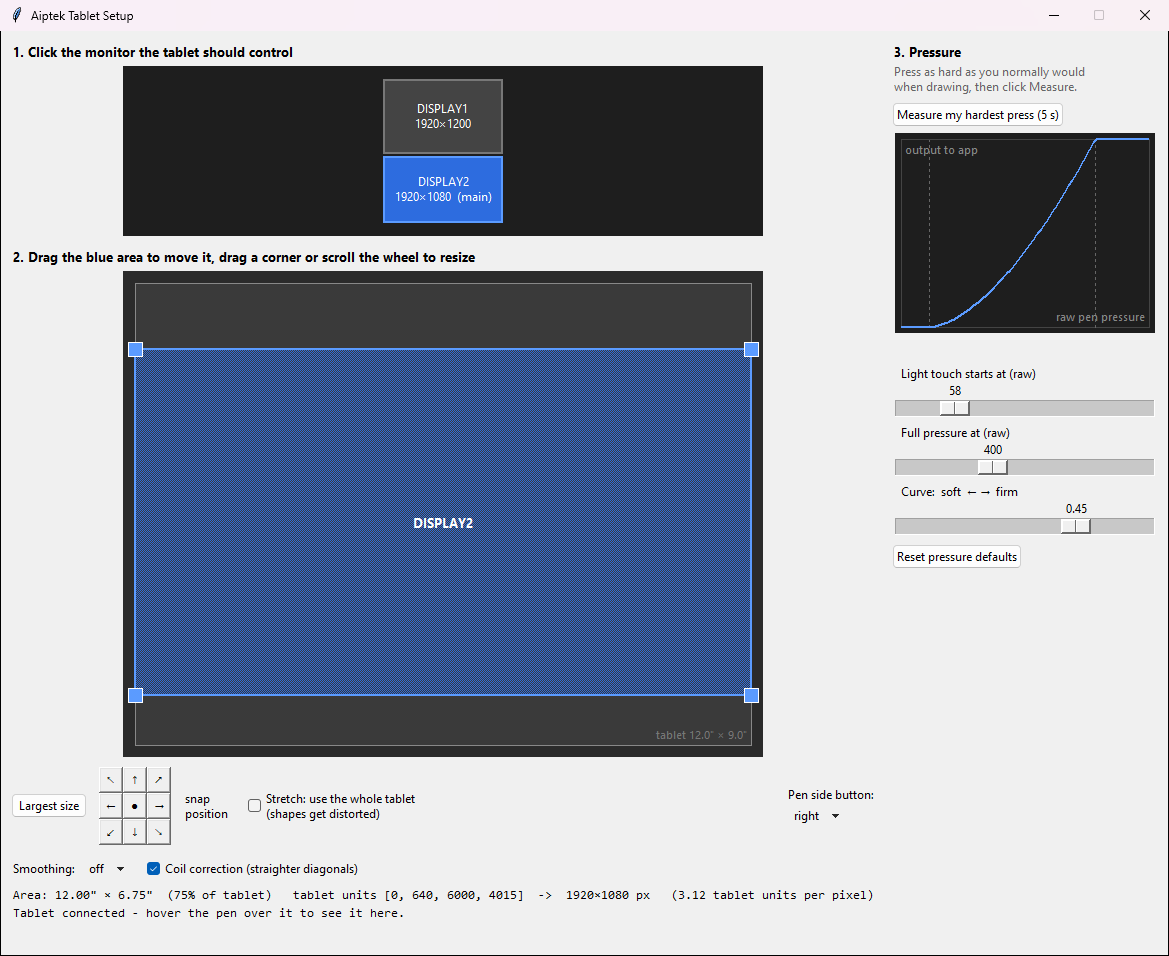 Aiptek Tablet Setup
1. Click the monitor the tablet should control
DISPLAY1
1920×1200
DISPLAY2
1920×1080 (main)
2. Drag the blue area to move it, drag a corner or scroll the wheel to resize
DISPLAY2
tablet 12.0" × 9.0"
Largest size
↖ ↑ ↗
← ● →
↙ ↓ ↘
snap
position
Stretch: use the whole tablet
(shapes get distorted)
Pen side button:
right
Smoothing: off
Coil correction (straighter diagonals)
Area: 12.00" × 6.75" (75% of tablet) tablet units [0, 640, 6000, 4015] -> 1920×1080 px (3.12 tablet units per pixel)
Tablet connected - hover the pen over it to see it here.
3. Pressure
Press as hard as you normally would
when drawing, then click Measure.
Measure my hardest press (5 s)
output to app
raw pen pressure
Light touch starts at (raw)
58
Full pressure at (raw)
400
Curve: soft ←→ firm
0.45
Reset pressure defaults